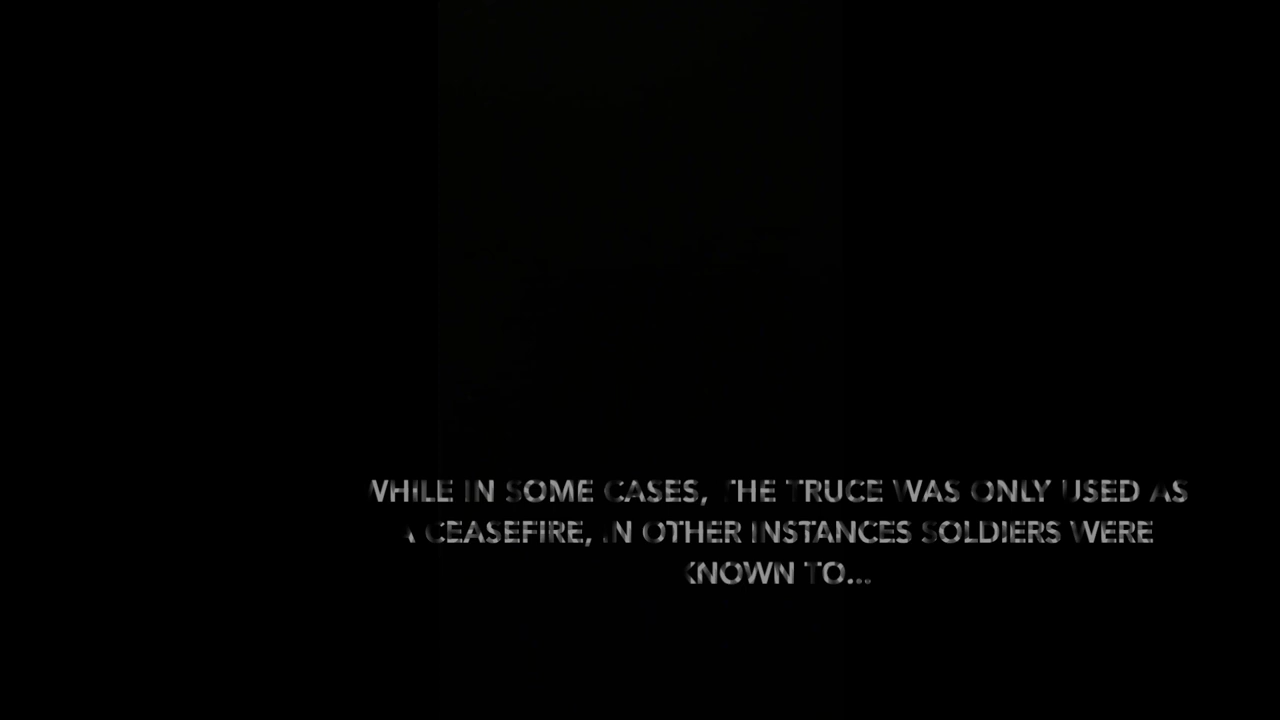 WHILE IN SOME CASES, THE TRUCE WAS ONLY USED AS
A CEASEFIRE, IN OTHER INSTANCES SOLDIERS WERE
KNOWN TO...